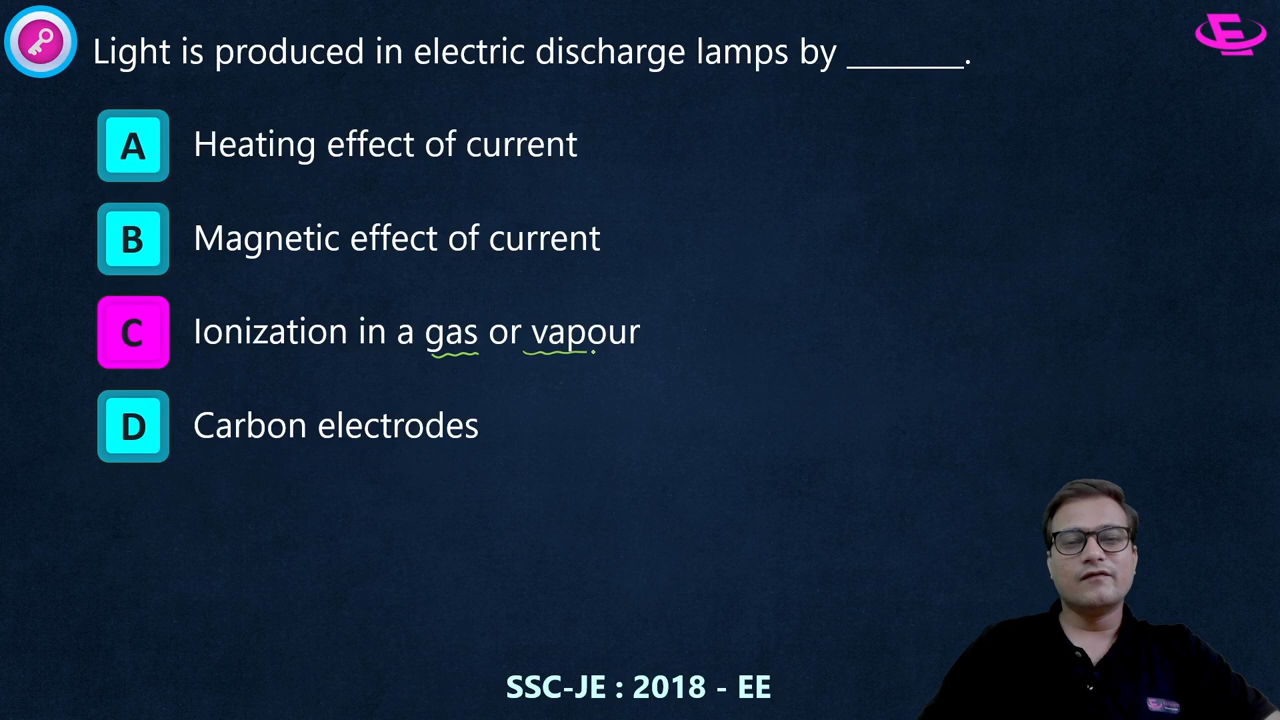 Light is produced in electric discharge lamps by _______.
A Heating effect of current
B Magnetic effect of current
C Ionization in a gas or vapour
D Carbon electrodes
SSC-JE : 2018 - EE